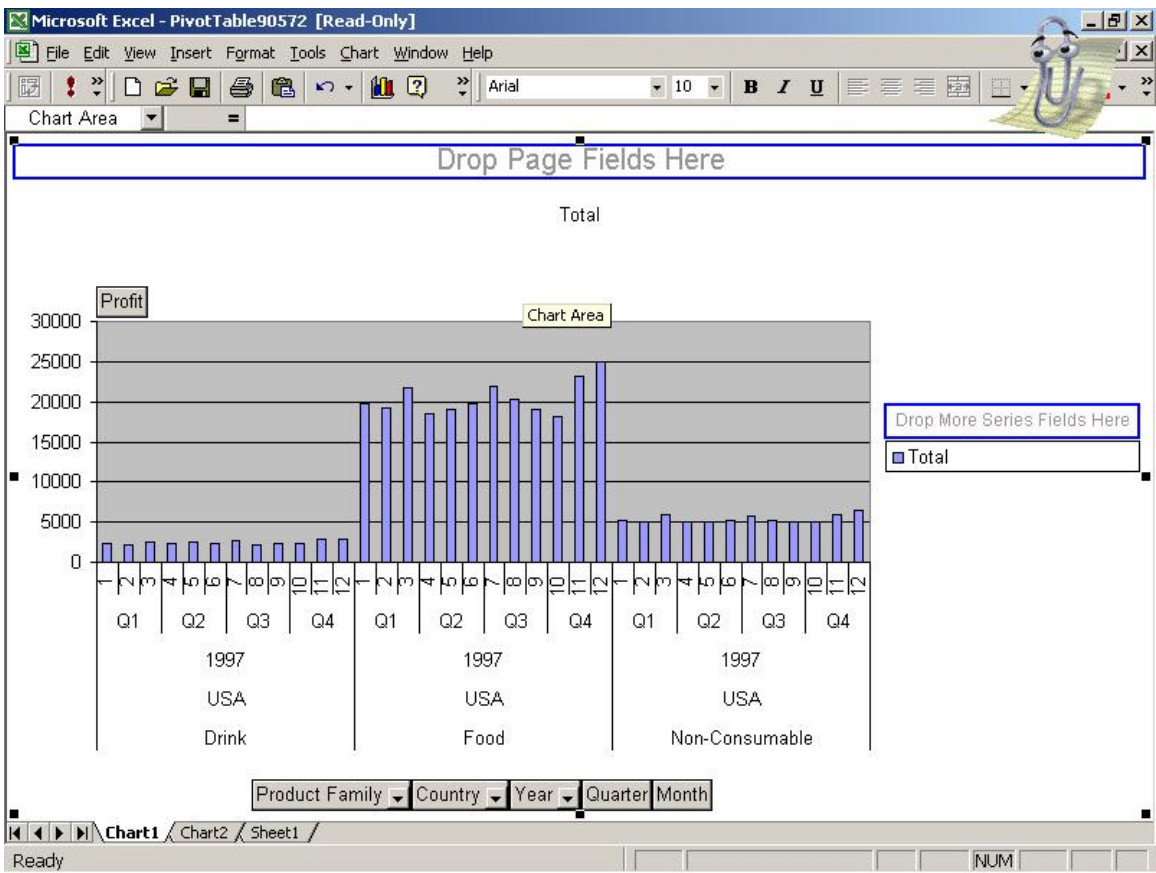 Microsoft Excel - PivotTable90572 [Read-Only]
File Edit View Insert Format Tools Chart Window Help
Arial 10 B I U
Chart Area =
Drop Page Fields Here
Total
Profit
Chart Area
30000
25000
20000
15000
10000
5000
0
Drop More Series Fields Here
Total
1 2 3 4 5 6 7 8 9 10 11 12 1 2 3 4 5 6 7 8 9 10 11 12 1 2 3 4 5 6 7 8 9 10 11 12
Q1 Q2 Q3 Q4 Q1 Q2 Q3 Q4 Q1 Q2 Q3 Q4
1997 1997 1997
USA USA USA
Drink Food Non-Consumable
Product Family Country Year Quarter Month
Chart1 Chart2 Sheet1
Ready NUM